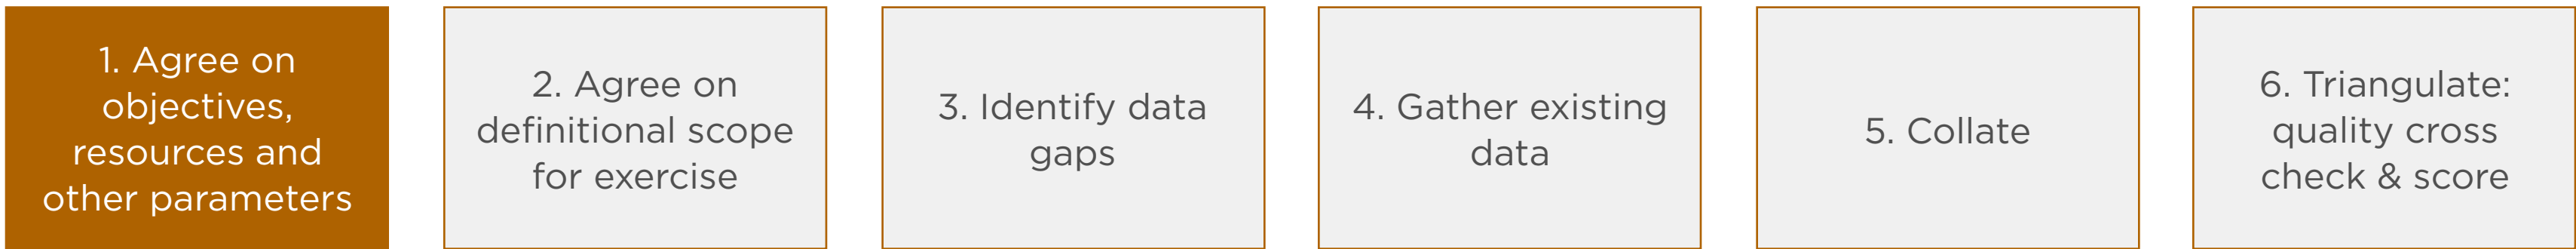 1. Agree on
objectives,
resources and
other parameters
2. Agree on
definitional scope
for exercise
3. Identify data
gaps
4. Gather existing
data
5. Collate
6. Triangulate:
quality cross
check & score